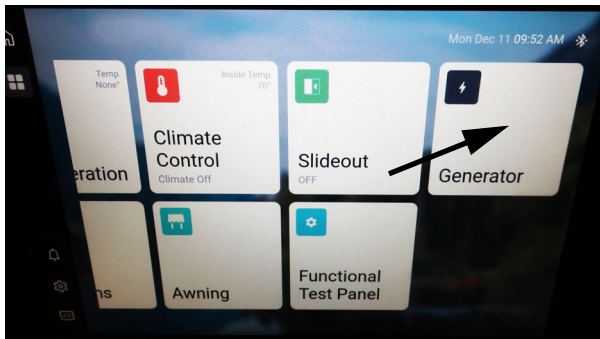 Mon Dec 11 09:52 AM
Temp
None°
eration
Inside Temp
70°
Climate
Control
Climate Off
Slideout
OFF
Generator
ns
Awning
Functional
Test Panel